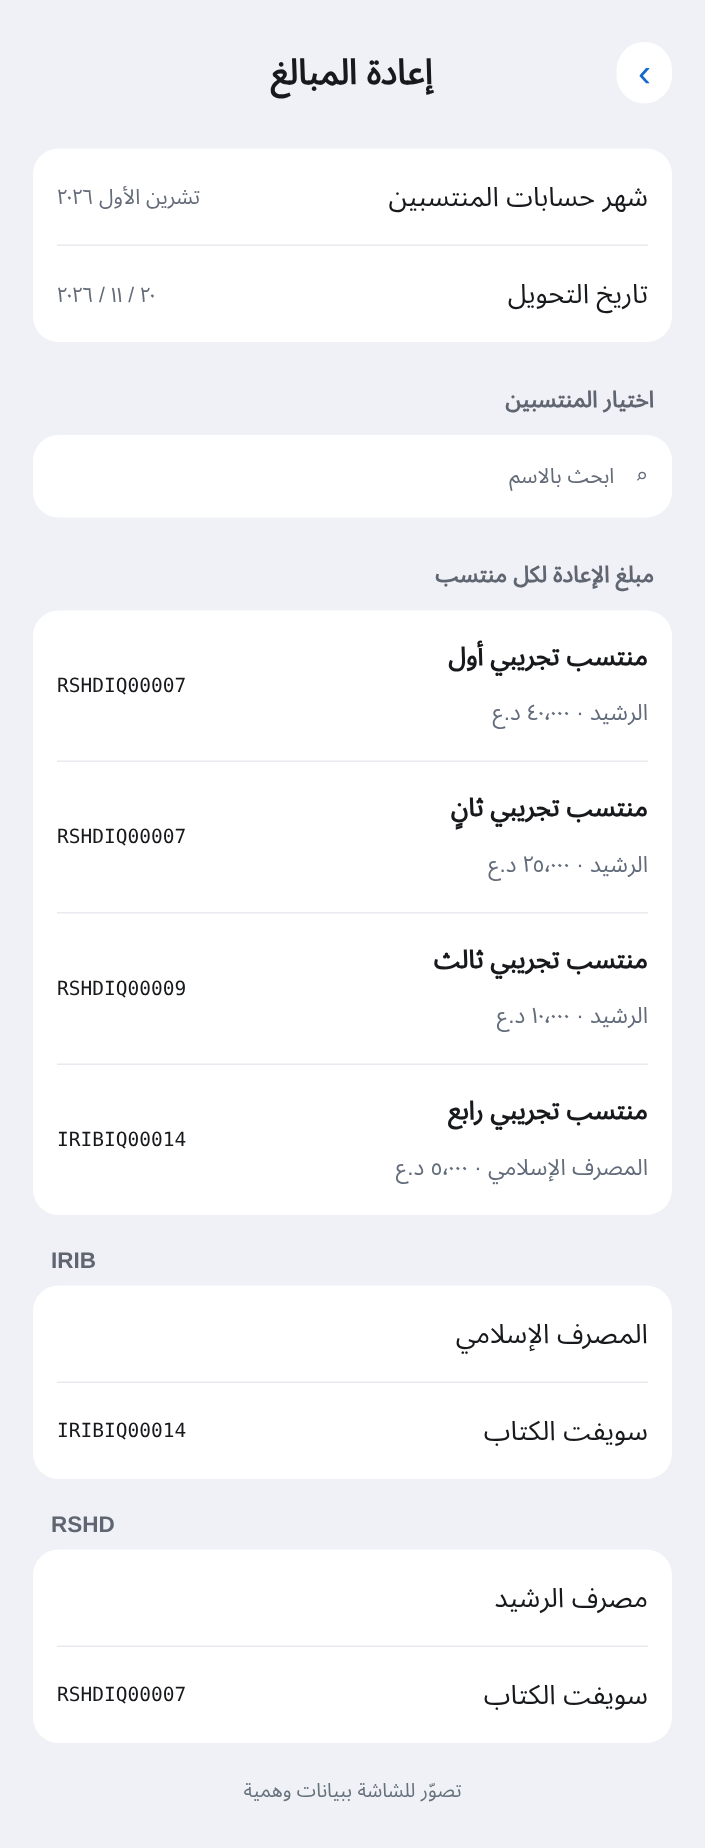 إعادة المبالغ
شهر حسابات المنتسبين
تشرين الأول ٢٠٢٦
تاريخ التحويل
٢٠ / ١١ / ٢٠٢٦
اختيار المنتسبين
ابحث بالاسم
مبلغ الإعادة لكل منتسب
منتسب تجريبي أول
الرشيد · ٤٠،٠٠٠ د.ع
RSHDIQ00007
منتسب تجريبي ثانٍ
الرشيد · ٢٥،٠٠٠ د.ع
RSHDIQ00007
منتسب تجريبي ثالث
الرشيد · ١٠،٠٠٠ د.ع
RSHDIQ00009
منتسب تجريبي رابع
المصرف الإسلامي · ٥،٠٠٠ د.ع
IRIBIQ00014
IRIB
المصرف الإسلامي
سويفت الكتاب
IRIBIQ00014
RSHD
مصرف الرشيد
سويفت الكتاب
RSHDIQ00007
تصوّر للشاشة ببيانات وهمية